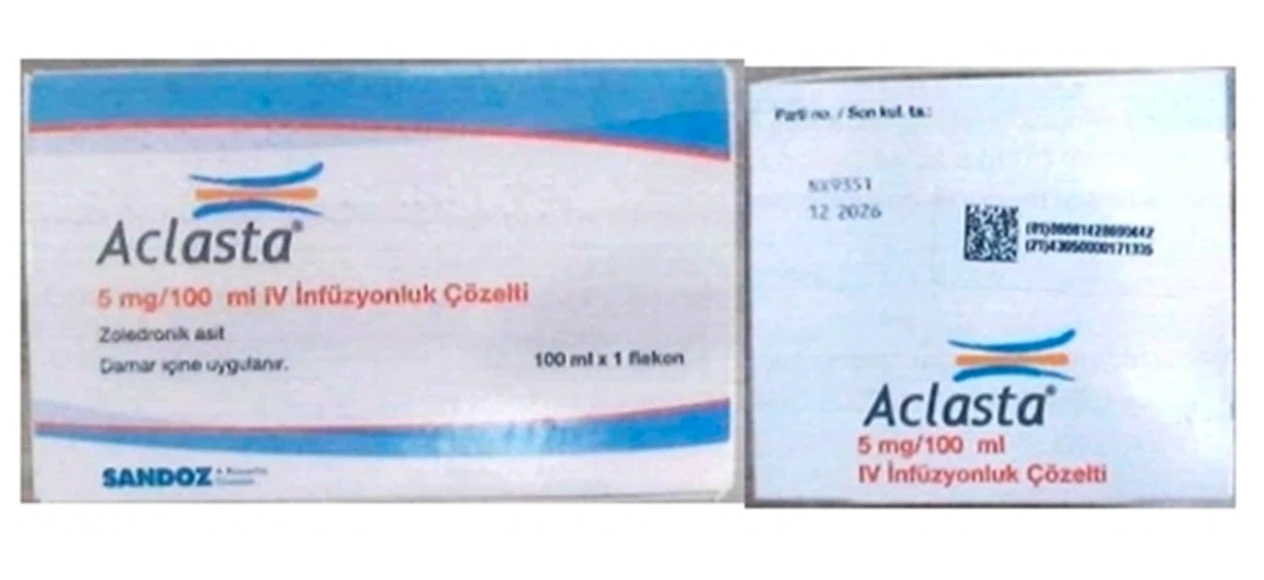 Aclasta®
5 mg/100 ml IV İnfüzyonluk Çözelti
Zoledronik asit
Damar içine uygulanır.
100 ml x 1 flakon
SANDOZ
Parti no. / Son kul. ta.:
NX9351
12 2026
Aclasta®
5 mg/100 ml
IV İnfüzyonluk Çözelti